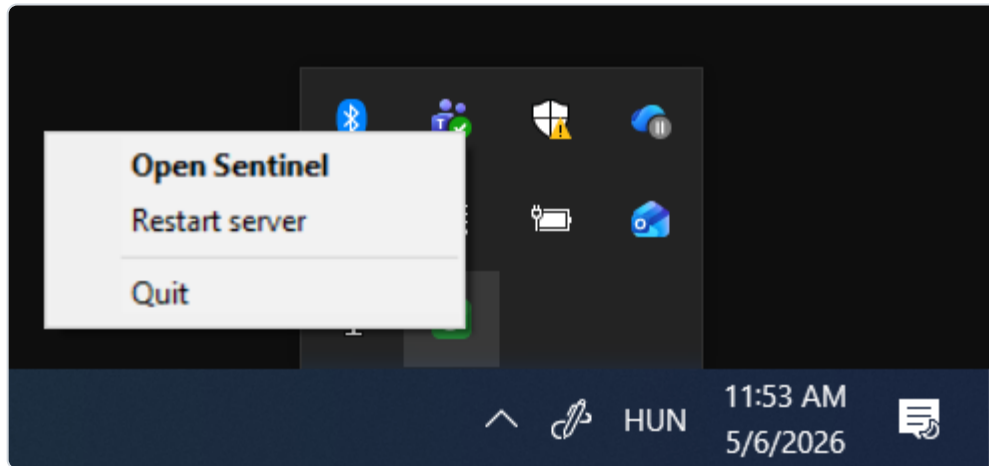 Open Sentinel
Restart server
Quit
HUN
11:53 AM
5/6/2026